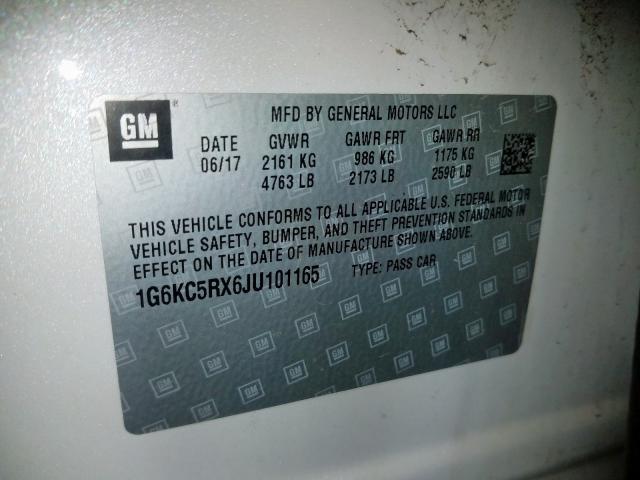 GM ®
MFD BY GENERAL MOTORS LLC
DATE GVWR GAWR FRT GAWR RR
06/17 2161 KG 986 KG 1175 KG
4763 LB 2173 LB 2590 LB
THIS VEHICLE CONFORMS TO ALL APPLICABLE U.S. FEDERAL MOTOR
VEHICLE SAFETY, BUMPER, AND THEFT PREVENTION STANDARDS IN
EFFECT ON THE DATE OF MANUFACTURE SHOWN ABOVE.
1G6KC5RX6JU101165 TYPE: PASS CAR